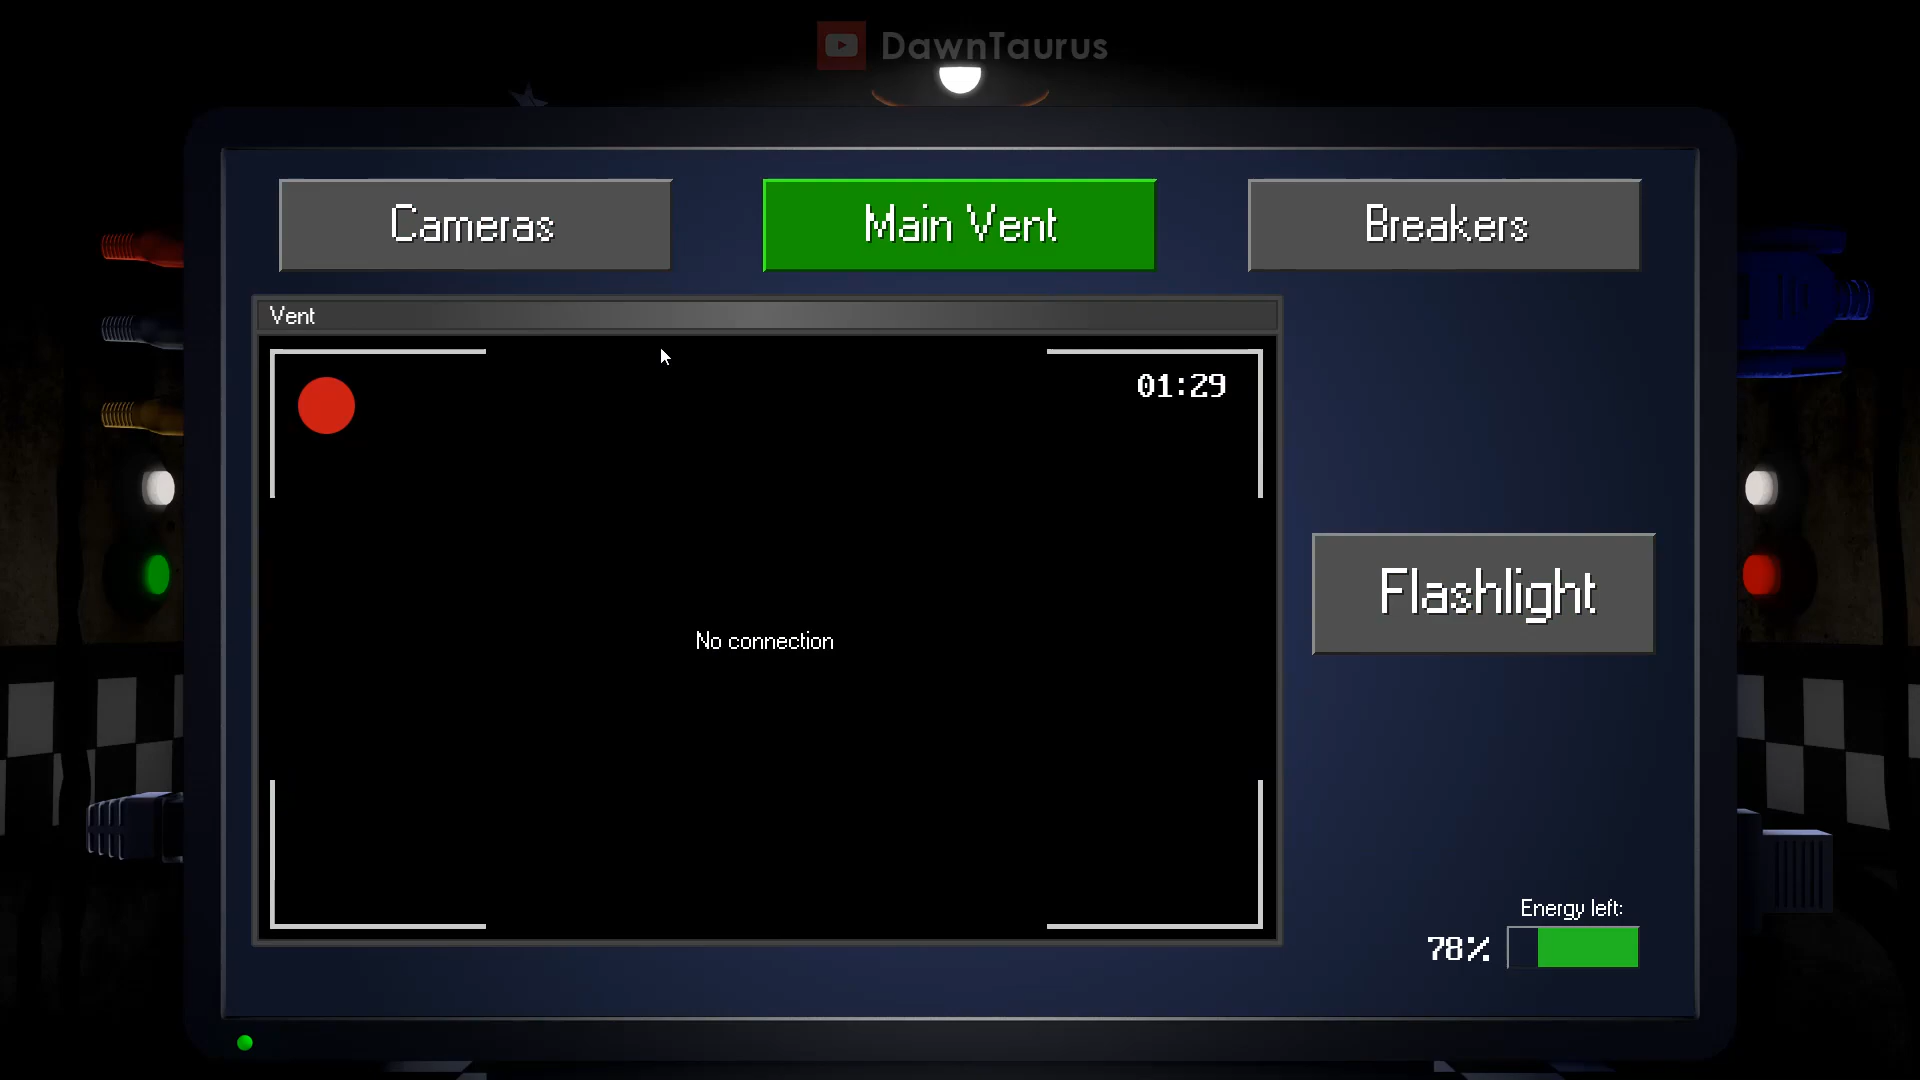 DawnTaurus
Cameras
Main Vent
Breakers
Vent
01:29
No connection
Flashlight
Energy left:
78%